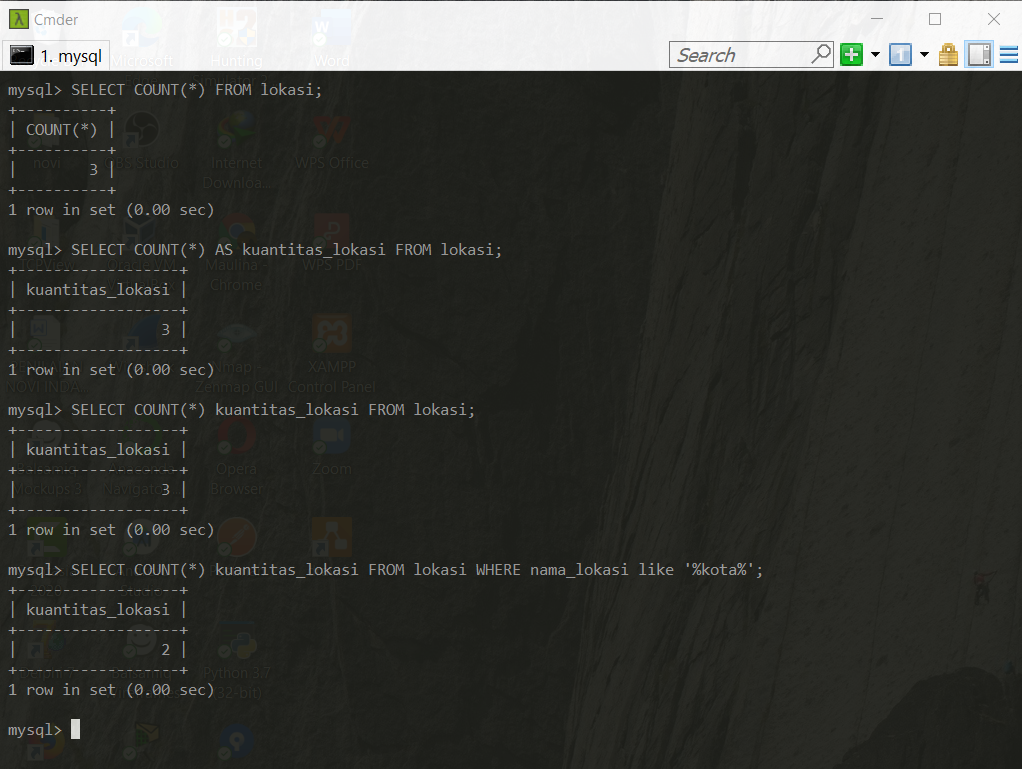 Cmder
1. mysql
Search
mysql> SELECT COUNT(*) FROM lokasi;
+----------+
| COUNT(*) |
+----------+
|        3 |
+----------+
1 row in set (0.00 sec)
mysql> SELECT COUNT(*) AS kuantitas_lokasi FROM lokasi;
+------------------+
| kuantitas_lokasi |
+------------------+
|                3 |
+------------------+
1 row in set (0.00 sec)
mysql> SELECT COUNT(*) kuantitas_lokasi FROM lokasi;
+------------------+
| kuantitas_lokasi |
+------------------+
|                3 |
+------------------+
1 row in set (0.00 sec)
mysql> SELECT COUNT(*) kuantitas_lokasi FROM lokasi WHERE nama_lokasi like '%kota%';
+------------------+
| kuantitas_lokasi |
+------------------+
|                2 |
+------------------+
1 row in set (0.00 sec)
mysql>
Microsoft
Hunting
Word
novi
Studio
Internet
Downloa...
WPS Office
Maulina -
Chrome
WPS PDF
Zenmap GUI
XAMPP
Control Panel
Mockups 3
Navigator
Opera
Browser
Zoom
Python 3.7
(32-bit)